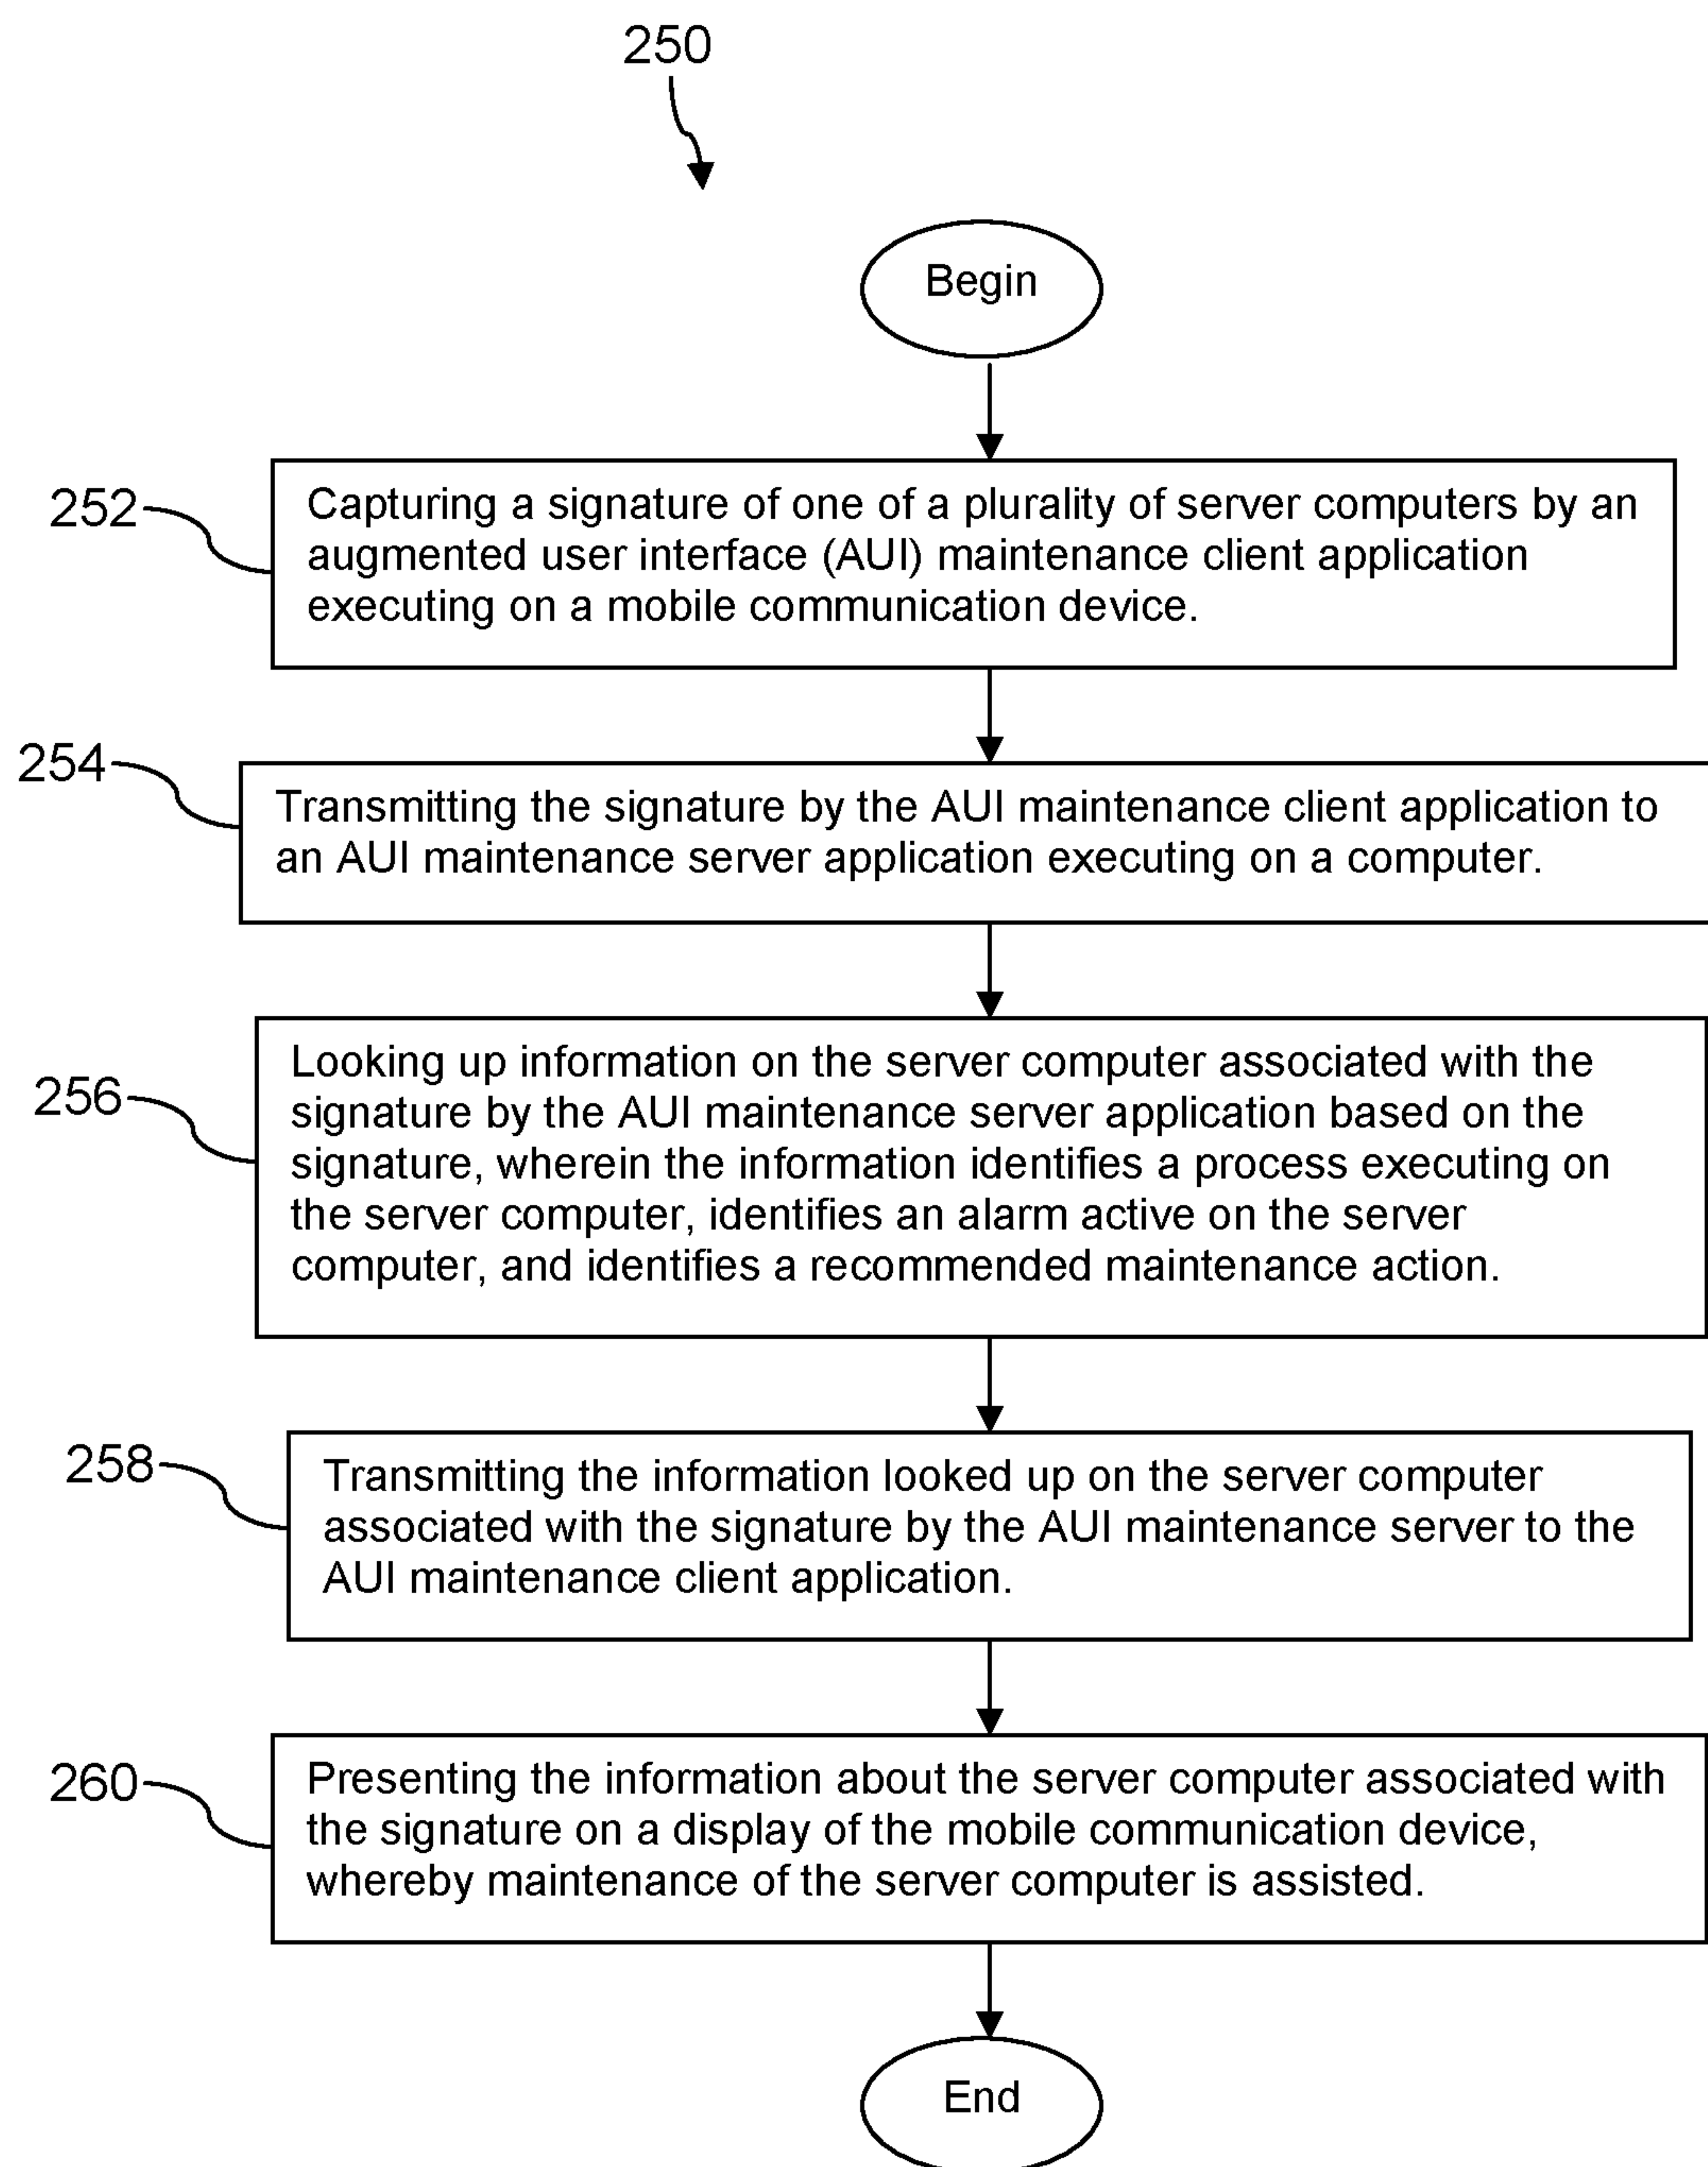 250
Begin
252
Capturing a signature of one of a plurality of server computers by an
augmented user interface (AUI) maintenance client application
executing on a mobile communication device.
254
Transmitting the signature by the AUI maintenance client application to
an AUI maintenance server application executing on a computer.
256
Looking up information on the server computer associated with the
signature by the AUI maintenance server application based on the
signature, wherein the information identifies a process executing on
the server computer, identifies an alarm active on the server
computer, and identifies a recommended maintenance action.
258
Transmitting the information looked up on the server computer
associated with the signature by the AUI maintenance server to the
AUI maintenance client application.
260
Presenting the information about the server computer associated with
the signature on a display of the mobile communication device,
whereby maintenance of the server computer is assisted.
End